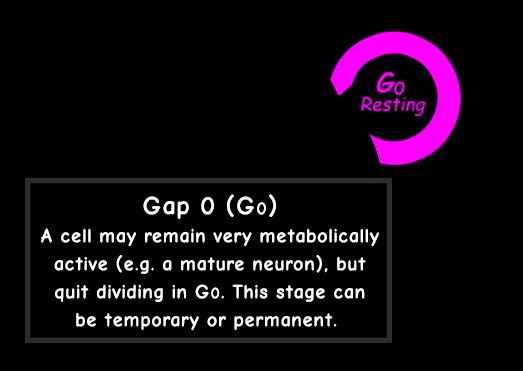 G0
Resting
Gap 0 (G0)
A cell may remain very metabolically
active (e.g. a mature neuron), but
quit dividing in G0. This stage can
be temporary or permanent.